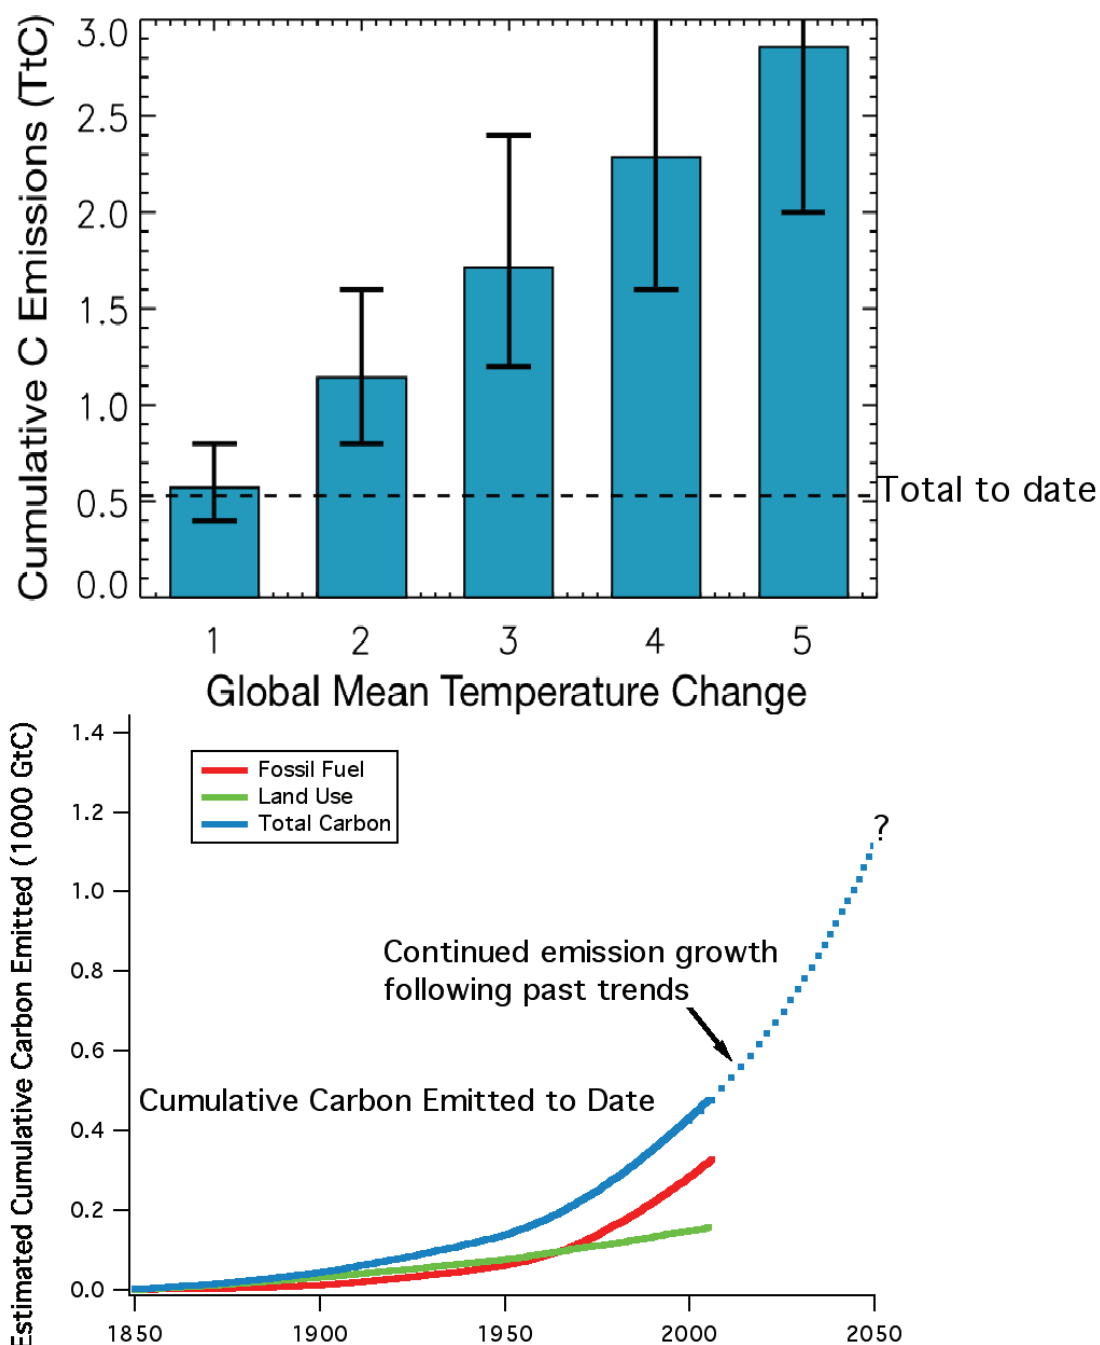 Cumulative C Emissions (TtC)
3.0
2.5
2.0
1.5
1.0
0.5
0.0
Total to date
1 2 3 4 5
Global Mean Temperature Change
Estimated Cumulative Carbon Emitted (1000 GtC)
1.4
1.2
1.0
0.8
0.6
0.4
0.2
0.0
Fossil Fuel
Land Use
Total Carbon
?
Continued emission growth
following past trends
Cumulative Carbon Emitted to Date
1850 1900 1950 2000 2050